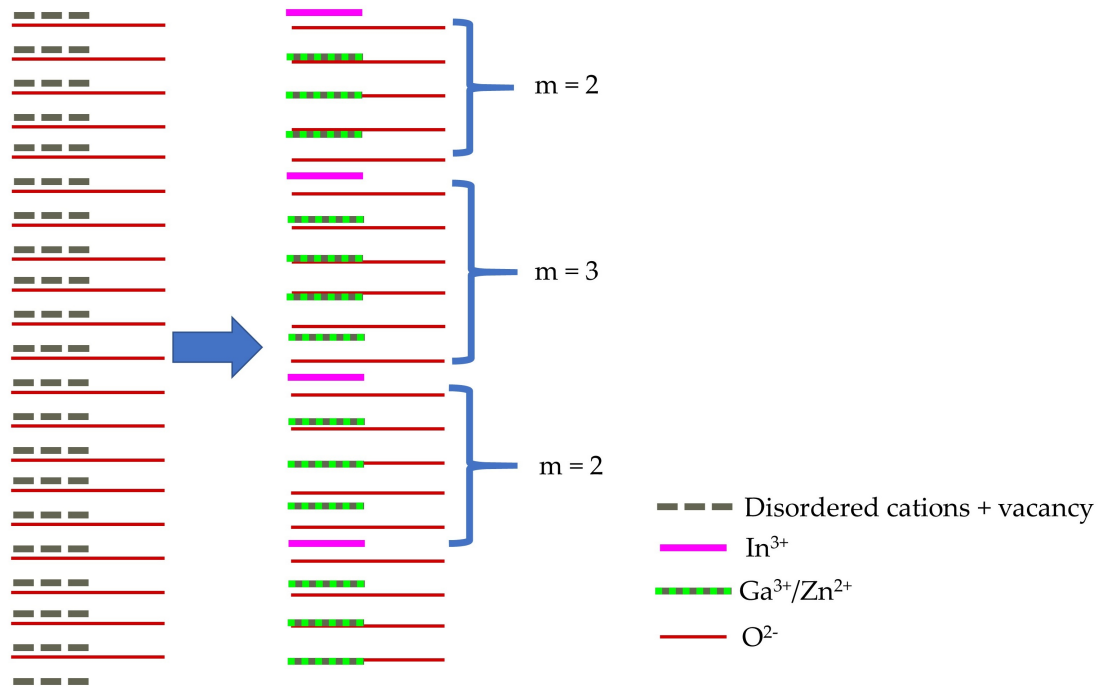 m = 2
m = 3
m = 2
Disordered cations + vacancy
In³⁺
Ga³⁺/Zn²⁺
O²⁻